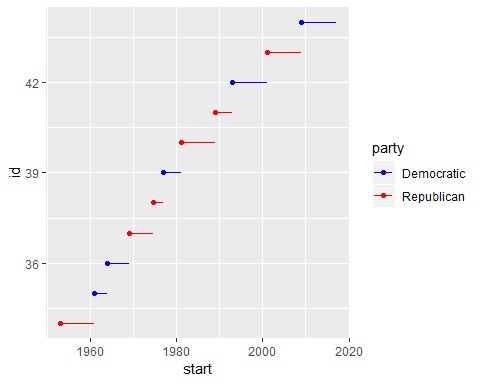 42
39
36
id
1960 1980 2000 2020
start
party
Democratic
Republican